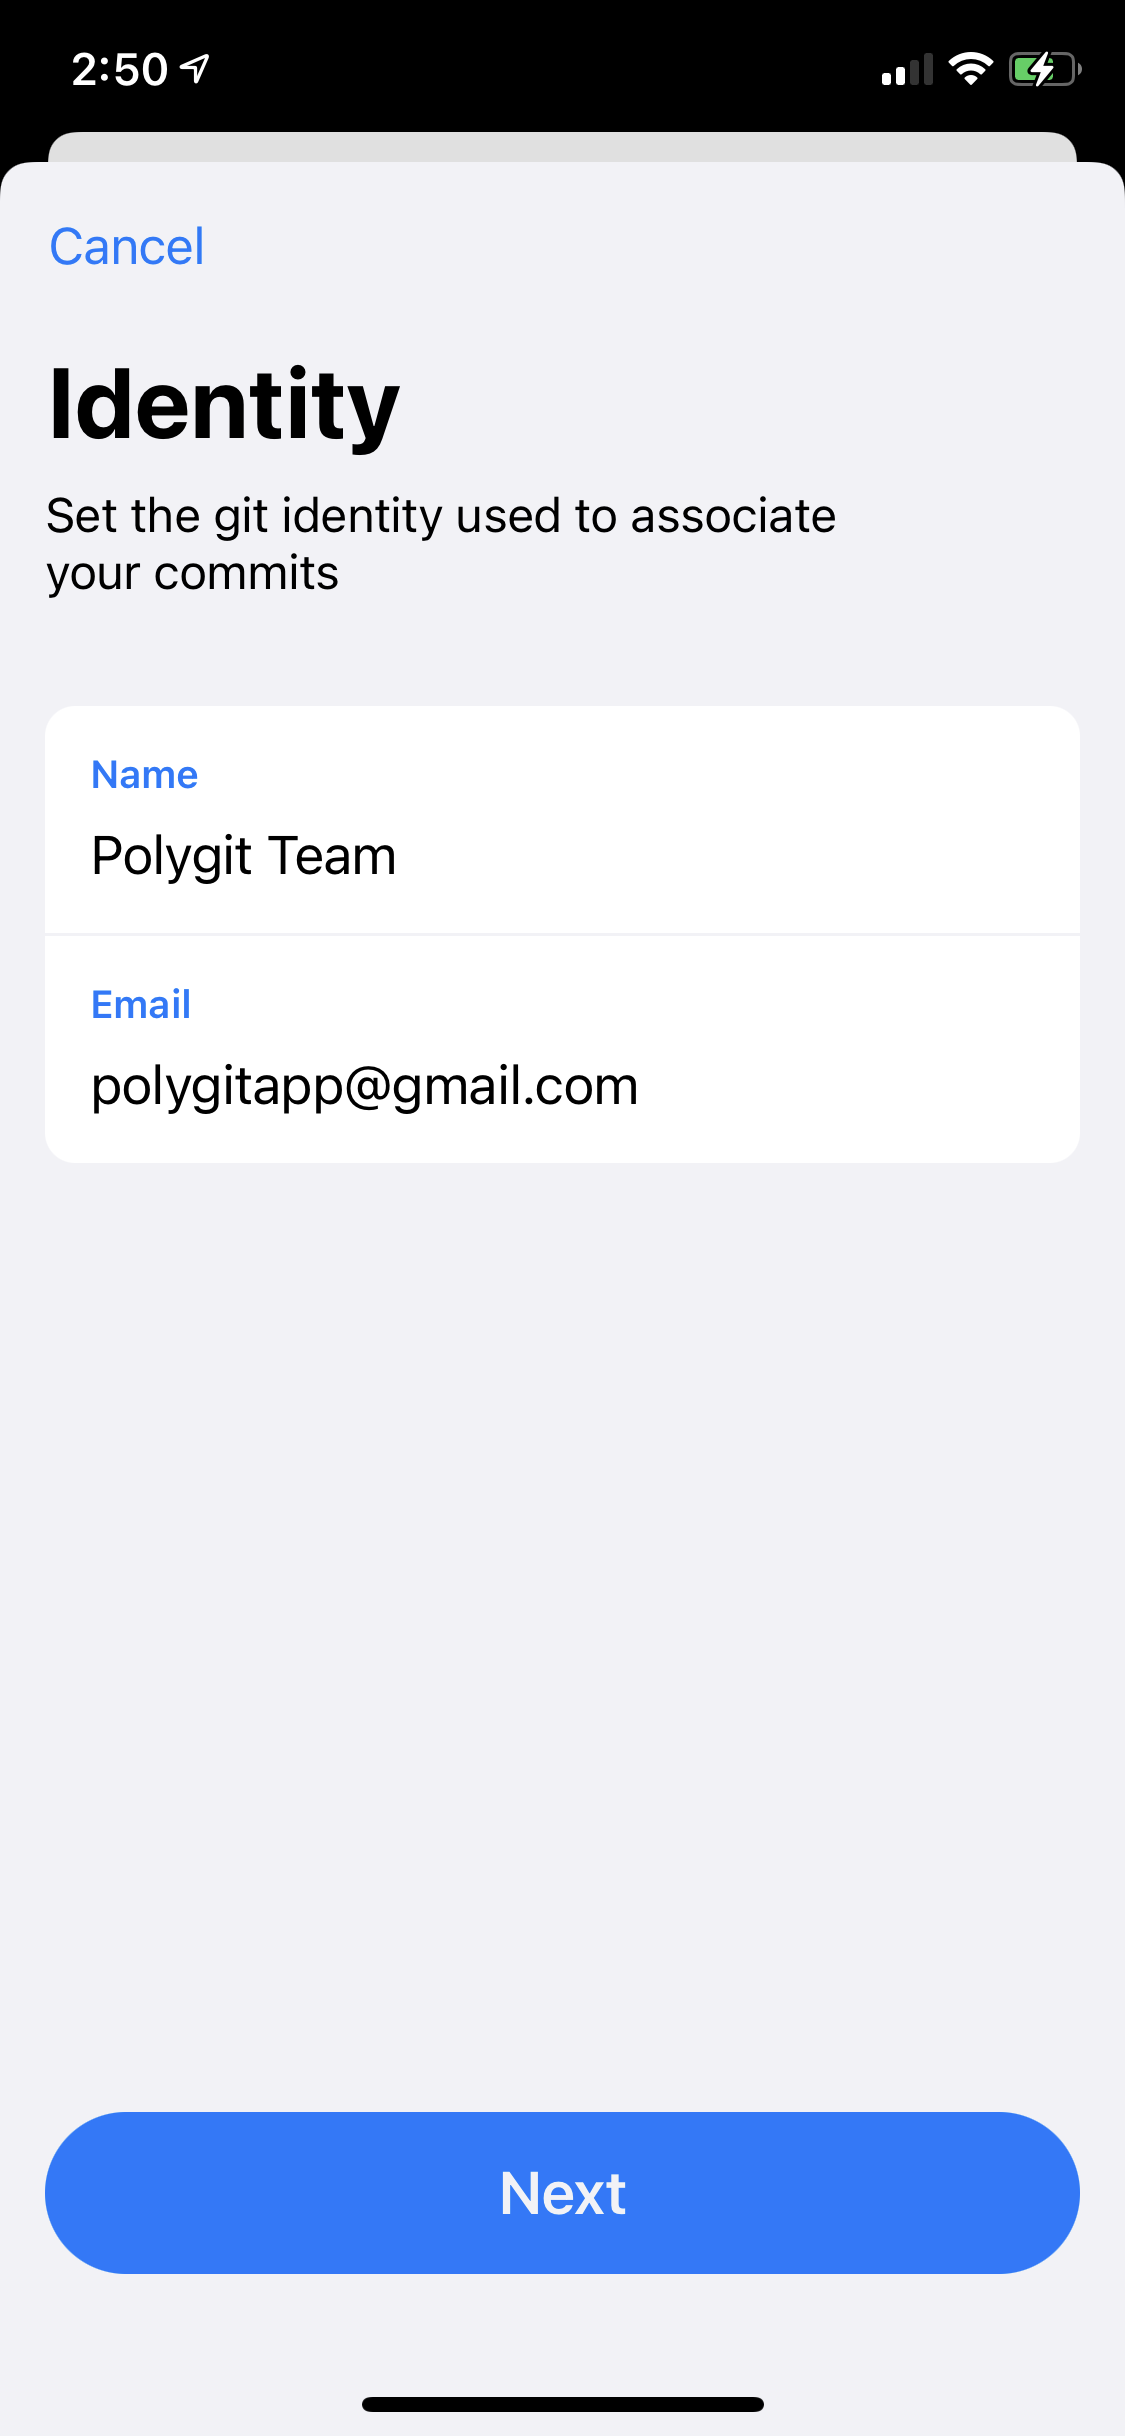 2:50
Cancel
Identity
Set the git identity used to associate
your commits
Name
Polygit Team
Email
polygitapp@gmail.com
Next